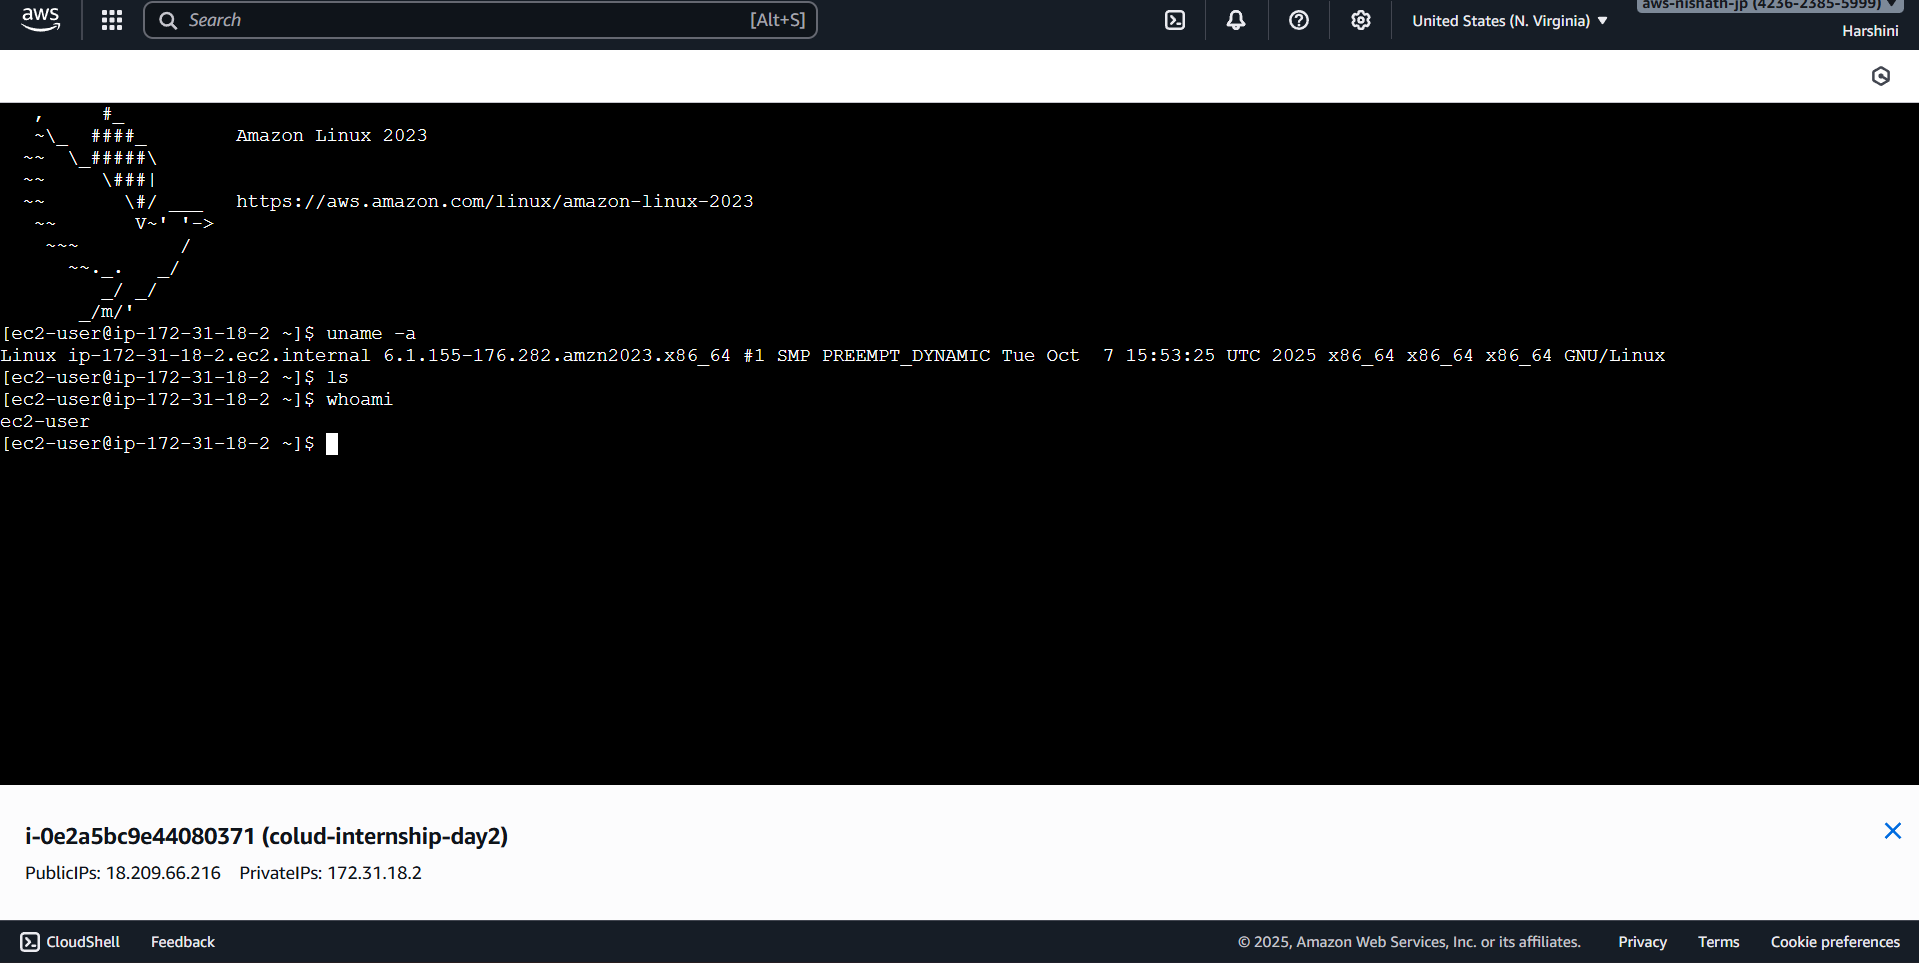 aws
Search [Alt+S]
United States (N. Virginia) ▼
aws-nishath-jp (4236-2385-5999) ▼
Harshini
   ,     #_
   ~\_  ####_        Amazon Linux 2023
  ~~  \_#####\
  ~~     \###|
  ~~       \#/ ___   https://aws.amazon.com/linux/amazon-linux-2023
   ~~       V~' '->
    ~~~         /
      ~~._.   _/
         _/ _/
       _/m/'
[ec2-user@ip-172-31-18-2 ~]$ uname -a
Linux ip-172-31-18-2.ec2.internal 6.1.155-176.282.amzn2023.x86_64 #1 SMP PREEMPT_DYNAMIC Tue Oct  7 15:53:25 UTC 2025 x86_64 x86_64 x86_64 GNU/Linux
[ec2-user@ip-172-31-18-2 ~]$ ls
[ec2-user@ip-172-31-18-2 ~]$ whoami
ec2-user
[ec2-user@ip-172-31-18-2 ~]$
i-0e2a5bc9e44080371 (colud-internship-day2)
PublicIPs: 18.209.66.216 PrivateIPs: 172.31.18.2
CloudShell Feedback © 2025, Amazon Web Services, Inc. or its affiliates. Privacy Terms Cookie preferences